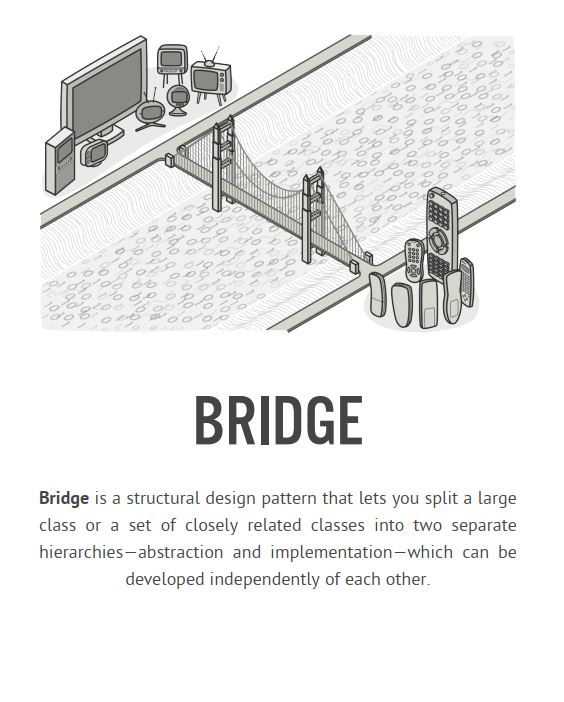 BRIDGE
Bridge is a structural design pattern that lets you split a large
class or a set of closely related classes into two separate
hierarchies—abstraction and implementation—which can be
developed independently of each other.